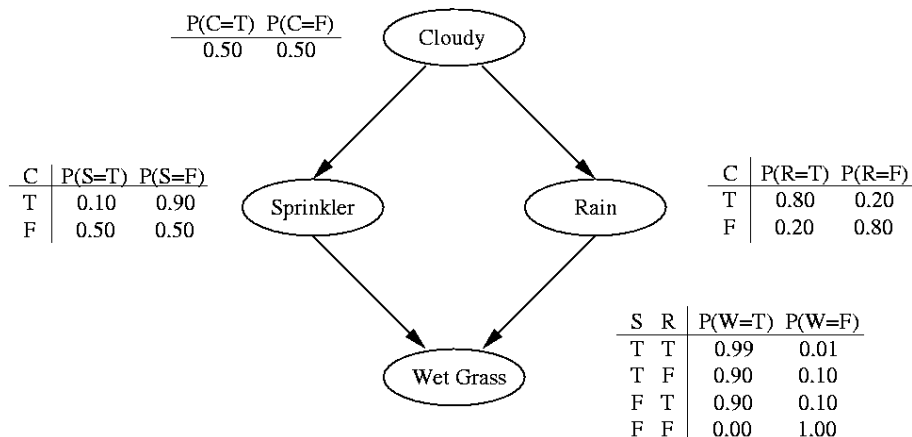 P(C=T) P(C=F)
0.50 0.50
Cloudy
C P(S=T) P(S=F)
T 0.10 0.90
F 0.50 0.50
Sprinkler
Rain
C P(R=T) P(R=F)
T 0.80 0.20
F 0.20 0.80
Wet Grass
S R P(W=T) P(W=F)
T T 0.99 0.01
T F 0.90 0.10
F T 0.90 0.10
F F 0.00 1.00